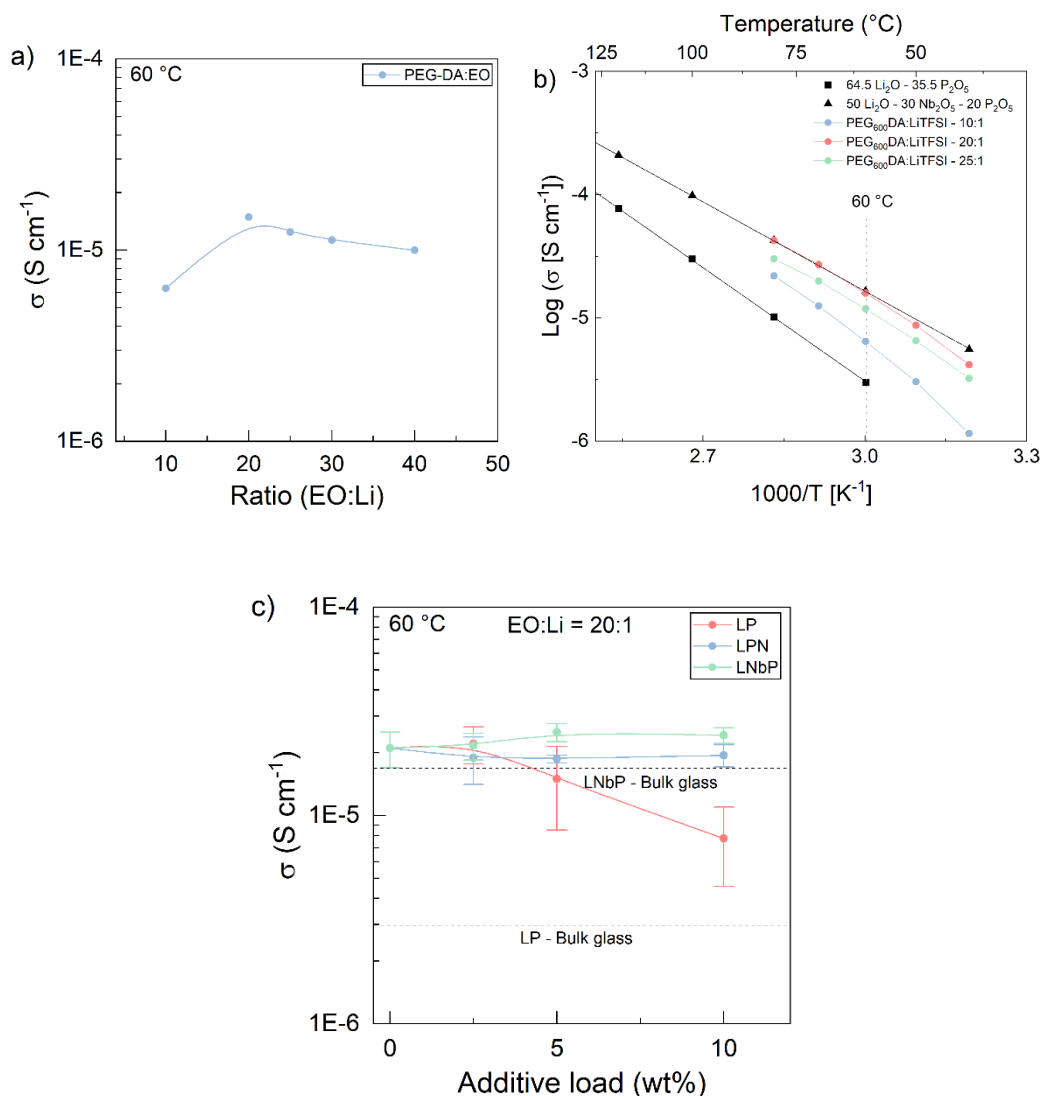 a)
60 °C
PEG-DA:EO
1E-4
1E-5
1E-6
σ (S cm⁻¹)
10 20 30 40 50
Ratio (EO:Li)
b)
Temperature (°C)
125 100 75 50
64.5 Li₂O - 35.5 P₂O₅
50 Li₂O - 30 Nb₂O₅ - 20 P₂O₅
PEG₆₀₀DA:LiTFSI - 10:1
PEG₆₀₀DA:LiTFSI - 20:1
PEG₆₀₀DA:LiTFSI - 25:1
60 °C
-3
-4
-5
-6
Log (σ [S cm⁻¹])
2.7 3.0 3.3
1000/T [K⁻¹]
c)
60 °C
EO:Li = 20:1
LP
LPN
LNbP
1E-4
1E-5
1E-6
σ (S cm⁻¹)
LNbP - Bulk glass
LP - Bulk glass
0 5 10
Additive load (wt%)